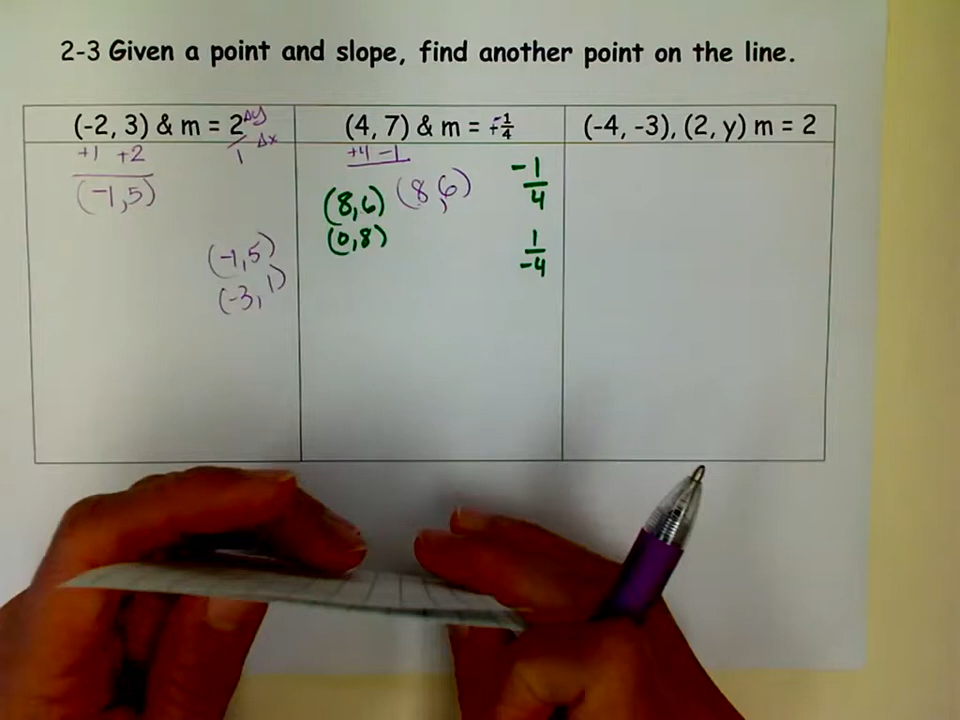 2-3 Given a point and slope, find another point on the line.
(-2, 3) & m = 2 Δy
/1 Δx
+1 +2
(-1,5)
(-1,5)
(-3,1)
(4, 7) & m = -1/4
+4 -1
(8,6) (8,6)
(0,8)
-1/4
1/-4
(-4, -3), (2, y) m = 2